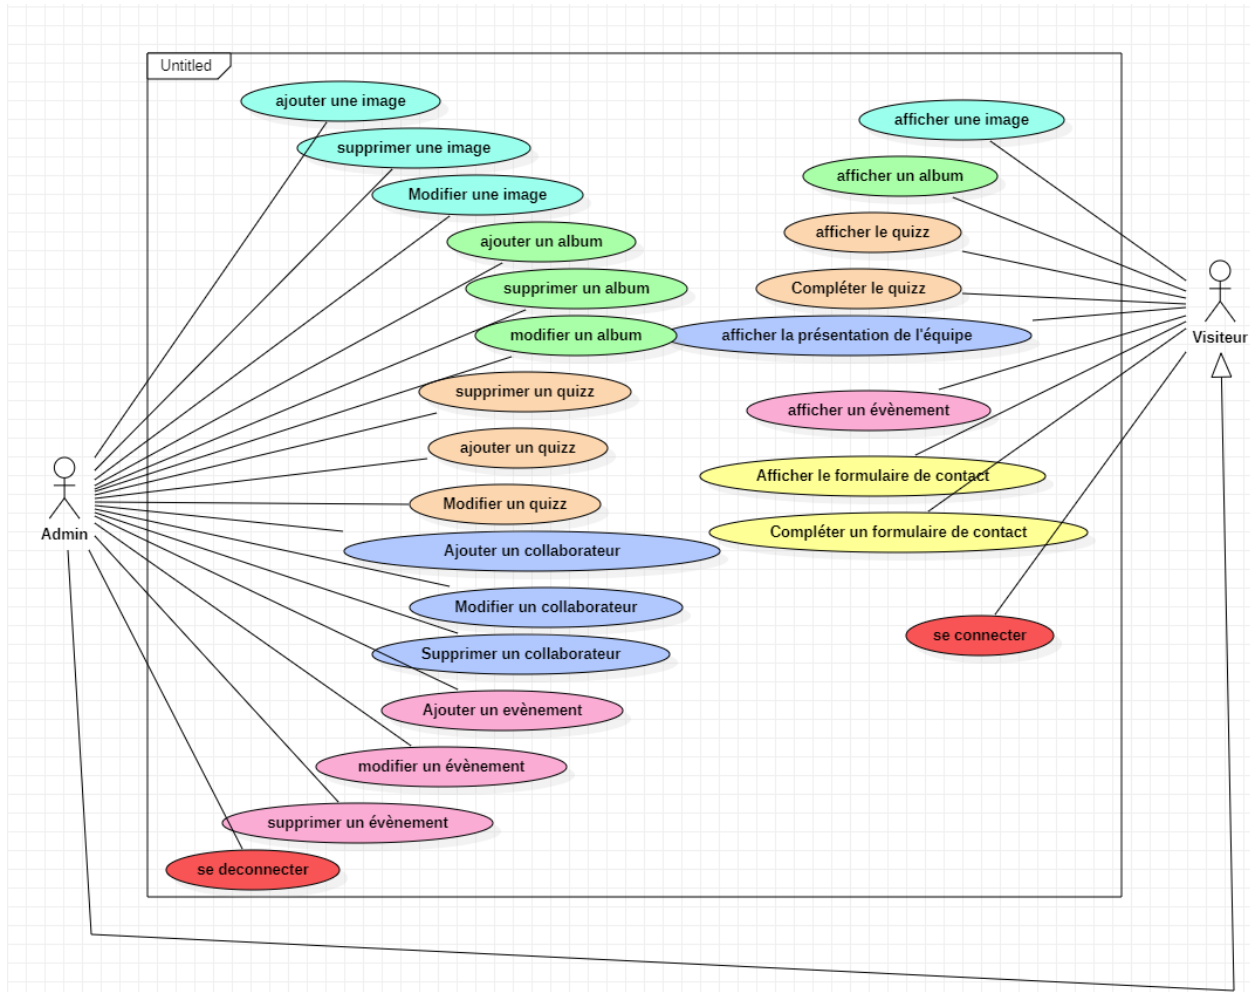 Untitled
ajouter une image
supprimer une image
Modifier une image
ajouter un album
supprimer un album
modifier un album
supprimer un quizz
ajouter un quizz
Modifier un quizz
Ajouter un collaborateur
Modifier un collaborateur
Supprimer un collaborateur
Ajouter un evènement
modifier un évènement
supprimer un évènement
se deconnecter
Admin
afficher une image
afficher un album
afficher le quizz
Compléter le quizz
afficher la présentation de l'équipe
afficher un évènement
Afficher le formulaire de contact
Compléter un formulaire de contact
se connecter
Visiteur